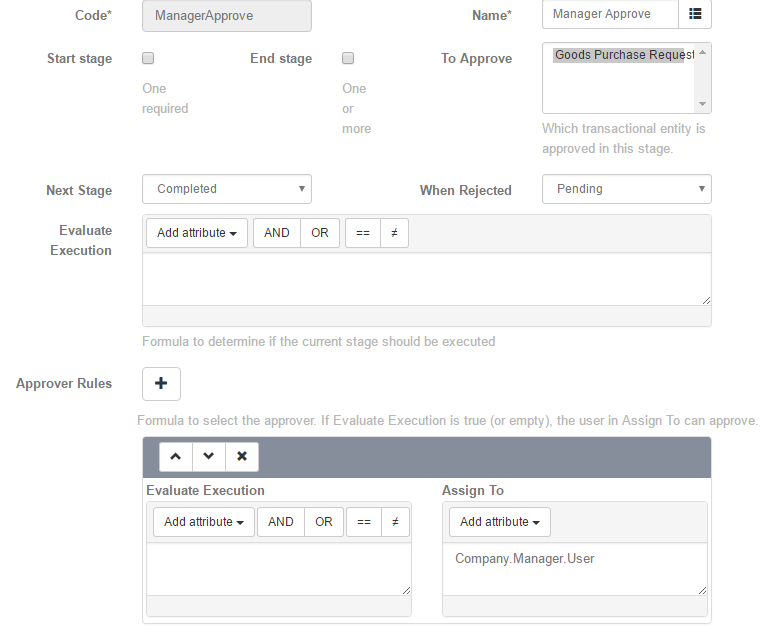 Code* ManagerApprove Name* Manager Approve
Start stage End stage To Approve Goods Purchase Request
One
required
One
or
more
Which transactional entity is
approved in this stage.
Next Stage Completed When Rejected Pending
Evaluate
Execution
Add attribute AND OR == ≠
Formula to determine if the current stage should be executed
Approver Rules
Formula to select the approver. If Evaluate Execution is true (or empty), the user in Assign To can approve.
Evaluate Execution Assign To
Add attribute AND OR == ≠ Add attribute
Company.Manager.User